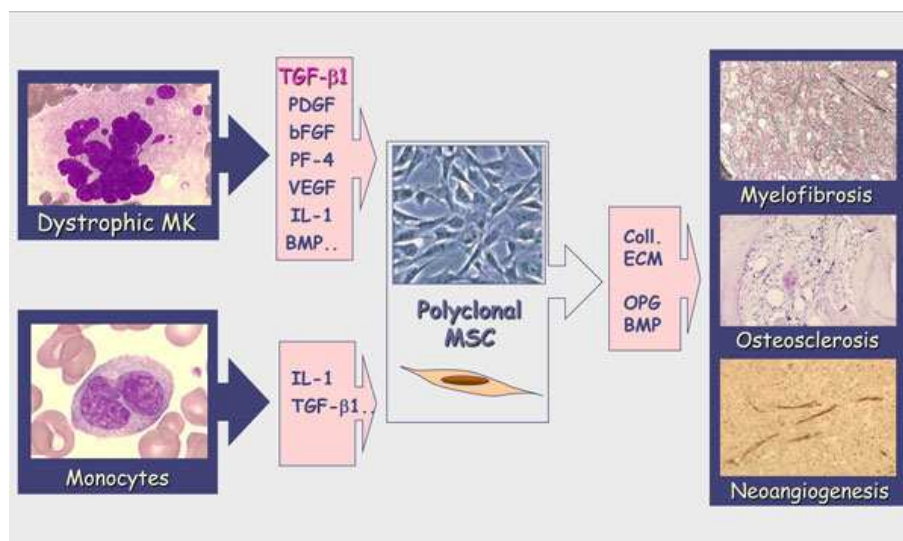 TGF-β1
PDGF
bFGF
PF-4
VEGF
IL-1
BMP..
Dystrophic MK
IL-1
TGF-β1..
Monocytes
Polyclonal
MSC
Coll.
ECM
OPG
BMP
Myelofibrosis
Osteosclerosis
Neoangiogenesis